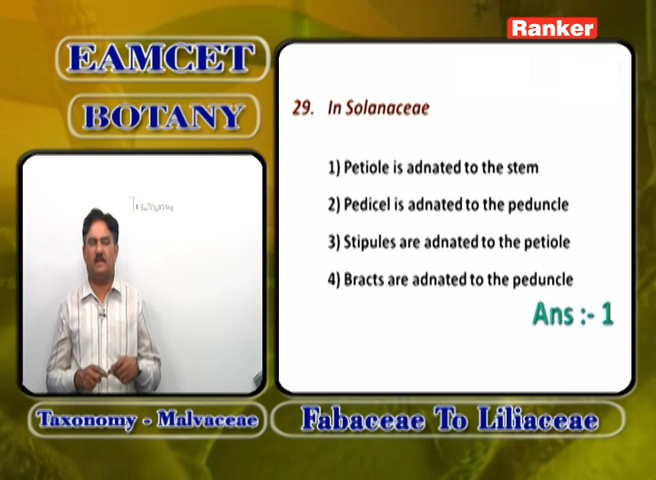 Ranker
EAMCET
BOTANY
29. In Solanaceae
1) Petiole is adnated to the stem
2) Pedicel is adnated to the peduncle
3) Stipules are adnated to the petiole
4) Bracts are adnated to the peduncle
Ans :- 1
Taxonomy - Malvaceae
Fabaceae To Liliaceae